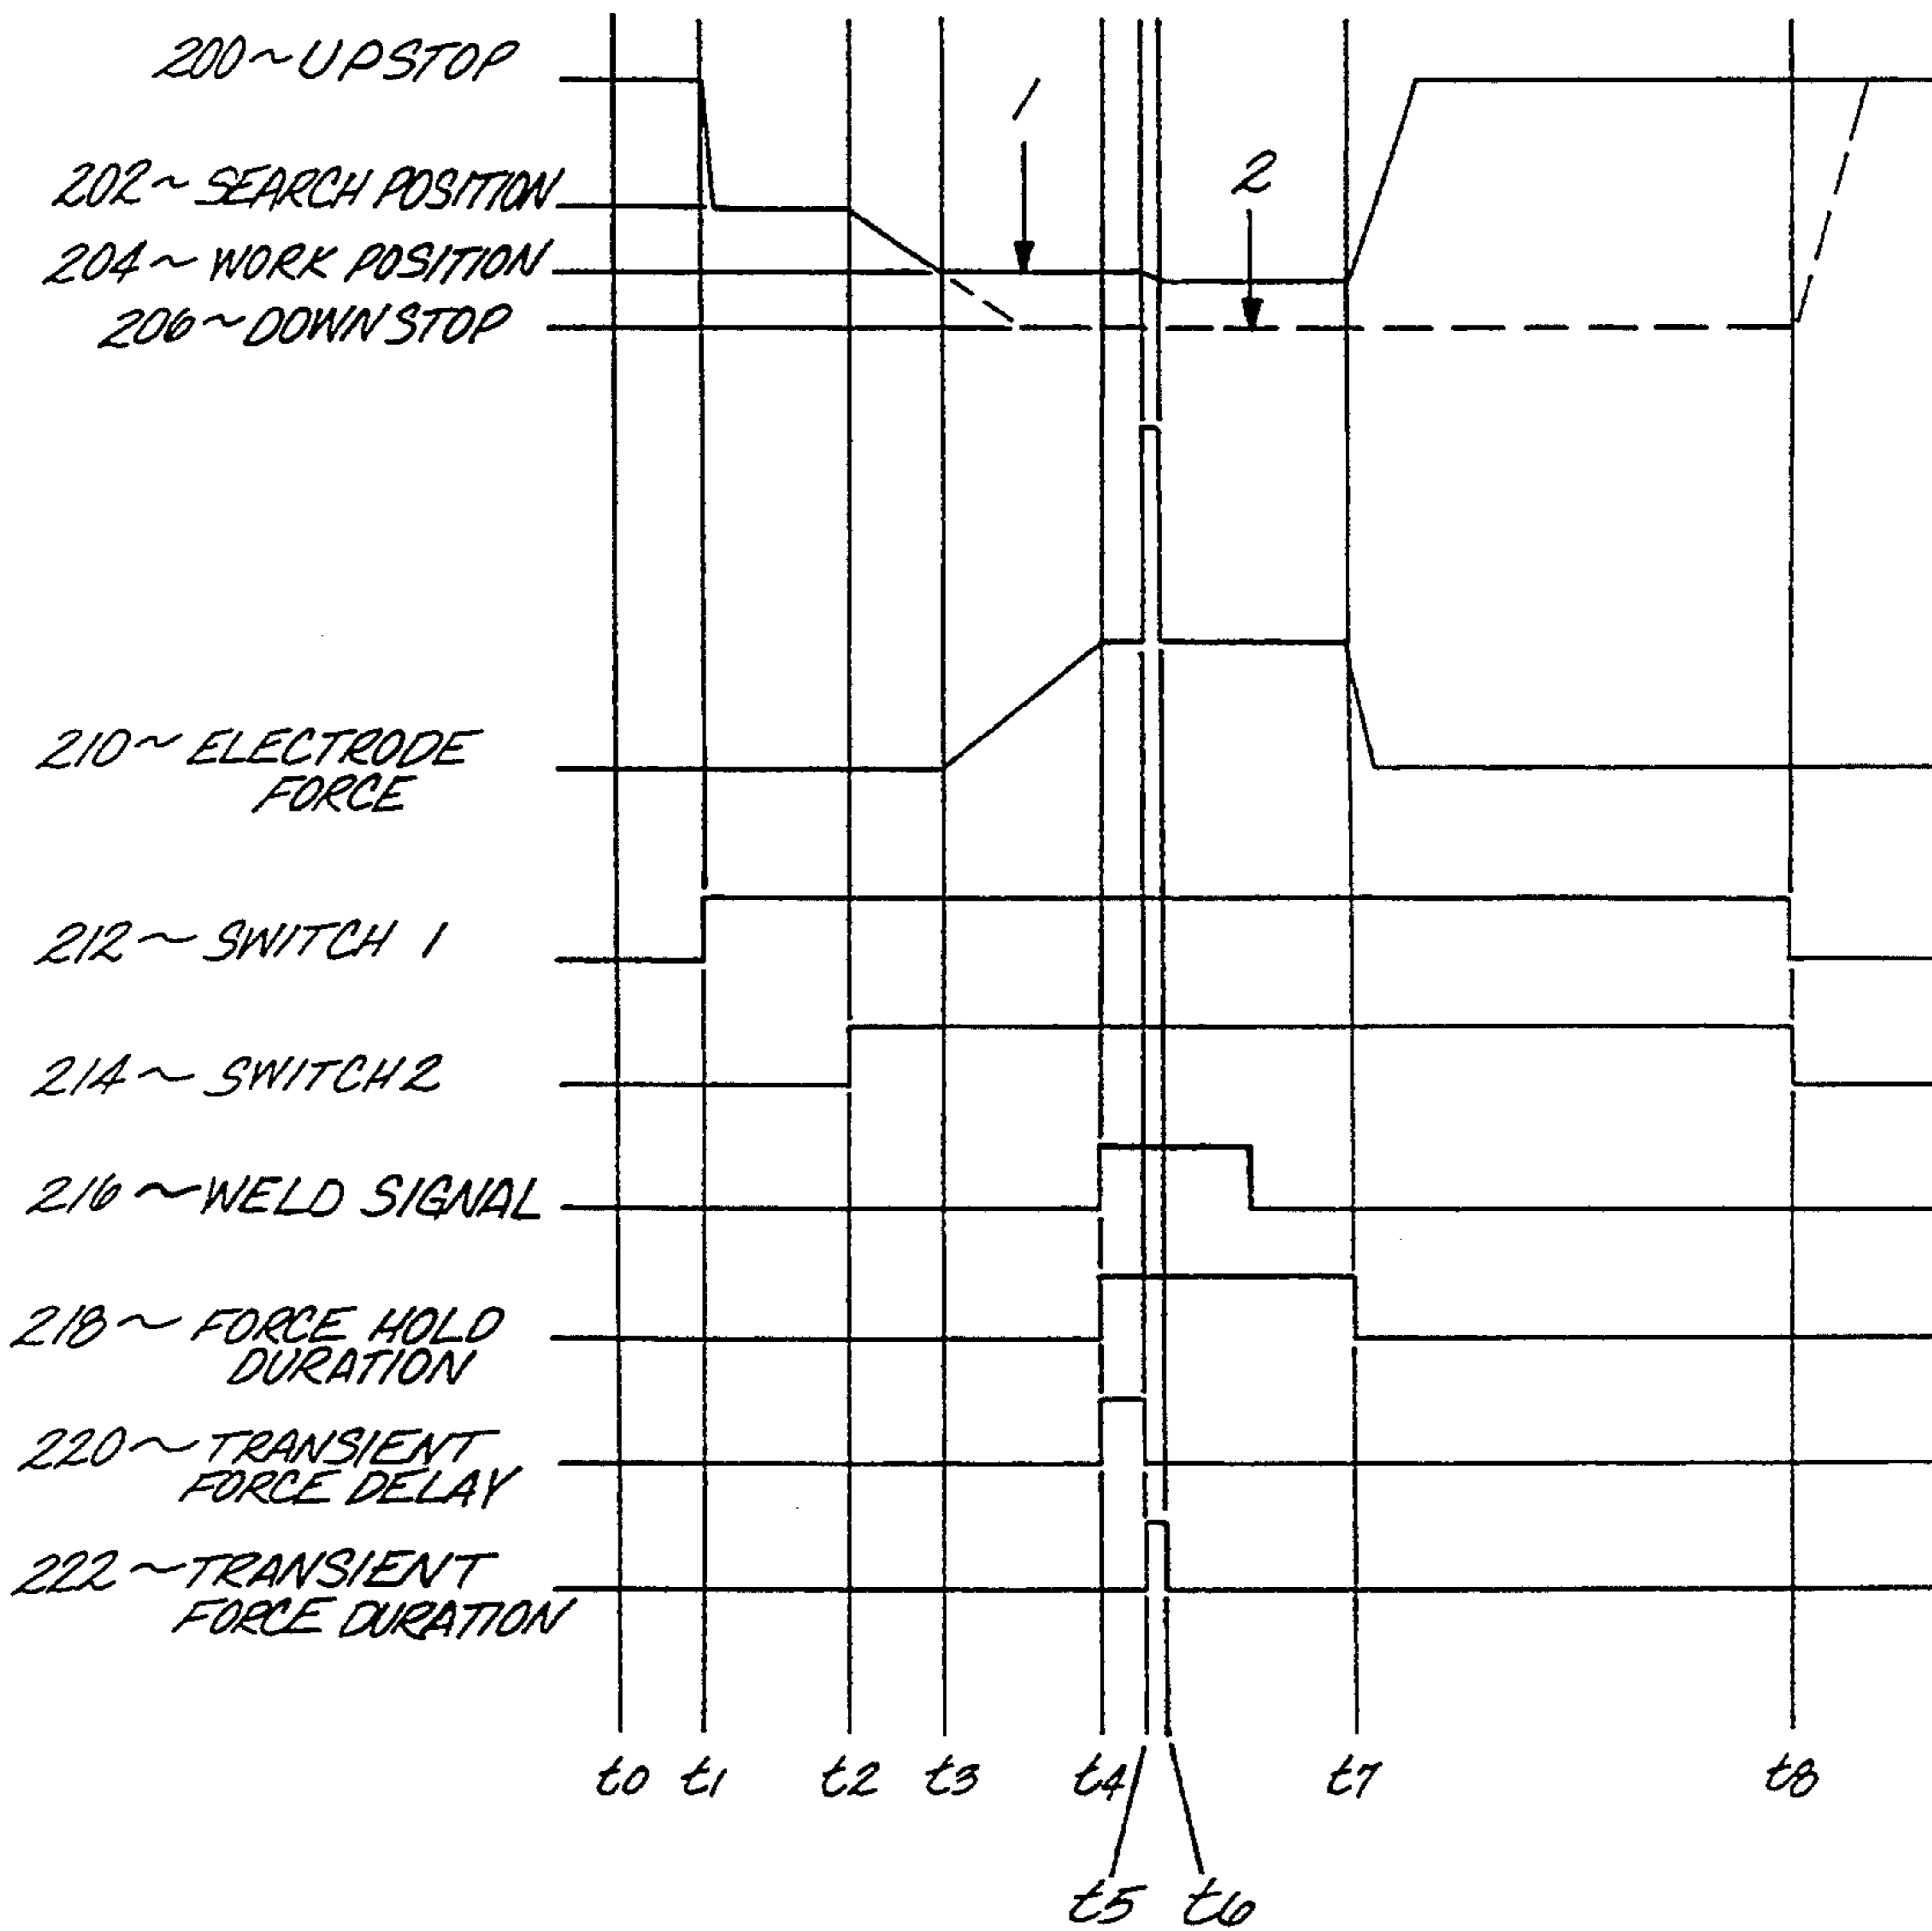 200~UPSTOP
1
202~SEARCH POSITION
2
204~WORK POSITION
206~DOWNSTOP
210~ELECTRODE
FORCE
212~SWITCH 1
214~SWITCH 2
216~WELD SIGNAL
218~FORCE HOLD
DURATION
220~TRANSIENT
FORCE DELAY
222~TRANSIENT
FORCE DURATION
t0 t1 t2 t3 t4 t7 t8
t5 t6